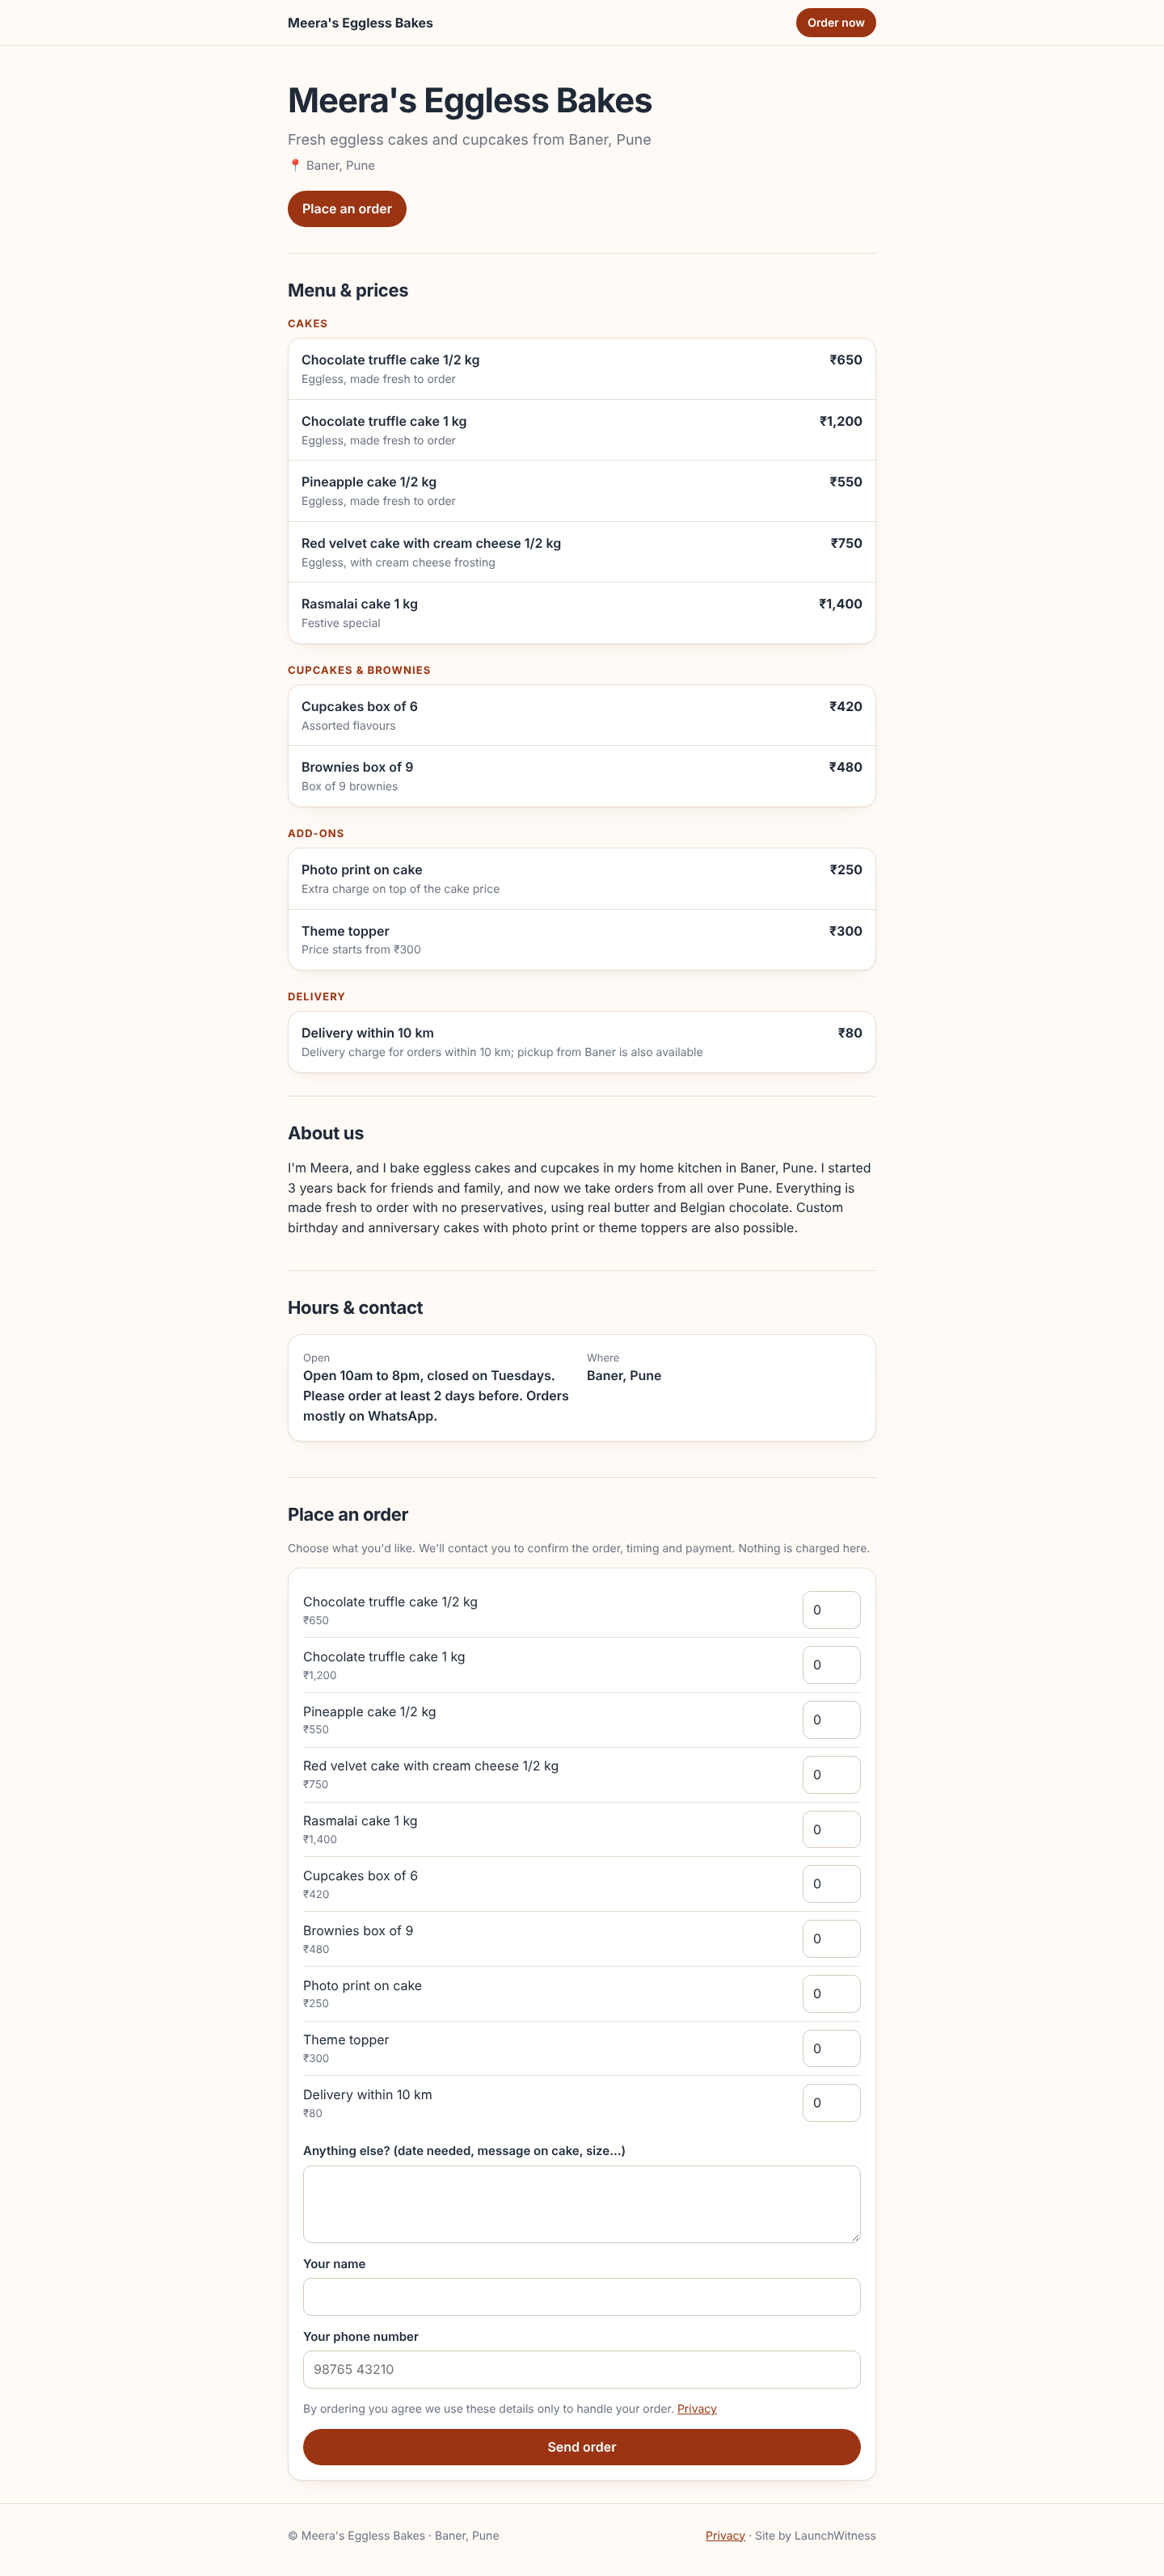 Meera's Eggless Bakes
Order now
Meera's Eggless Bakes
Fresh eggless cakes and cupcakes from Baner, Pune
📍 Baner, Pune
Place an order
Menu & prices
CAKES
Chocolate truffle cake 1/2 kg ₹650
Eggless, made fresh to order
Chocolate truffle cake 1 kg ₹1,200
Eggless, made fresh to order
Pineapple cake 1/2 kg ₹550
Eggless, made fresh to order
Red velvet cake with cream cheese 1/2 kg ₹750
Eggless, with cream cheese frosting
Rasmalai cake 1 kg ₹1,400
Festive special
CUPCAKES & BROWNIES
Cupcakes box of 6 ₹420
Assorted flavours
Brownies box of 9 ₹480
Box of 9 brownies
ADD-ONS
Photo print on cake ₹250
Extra charge on top of the cake price
Theme topper ₹300
Price starts from ₹300
DELIVERY
Delivery within 10 km ₹80
Delivery charge for orders within 10 km; pickup from Baner is also available
About us
I'm Meera, and I bake eggless cakes and cupcakes in my home kitchen in Baner, Pune. I started
3 years back for friends and family, and now we take orders from all over Pune. Everything is
made fresh to order with no preservatives, using real butter and Belgian chocolate. Custom
birthday and anniversary cakes with photo print or theme toppers are also possible.
Hours & contact
Open
Open 10am to 8pm, closed on Tuesdays.
Please order at least 2 days before. Orders
mostly on WhatsApp.
Where
Baner, Pune
Place an order
Choose what you'd like. We'll contact you to confirm the order, timing and payment. Nothing is charged here.
Chocolate truffle cake 1/2 kg
₹650
0
Chocolate truffle cake 1 kg
₹1,200
0
Pineapple cake 1/2 kg
₹550
0
Red velvet cake with cream cheese 1/2 kg
₹750
0
Rasmalai cake 1 kg
₹1,400
0
Cupcakes box of 6
₹420
0
Brownies box of 9
₹480
0
Photo print on cake
₹250
0
Theme topper
₹300
0
Delivery within 10 km
₹80
0
Anything else? (date needed, message on cake, size...)
Your name
Your phone number
98765 43210
By ordering you agree we use these details only to handle your order. Privacy
Send order
© Meera's Eggless Bakes · Baner, Pune
Privacy · Site by LaunchWitness